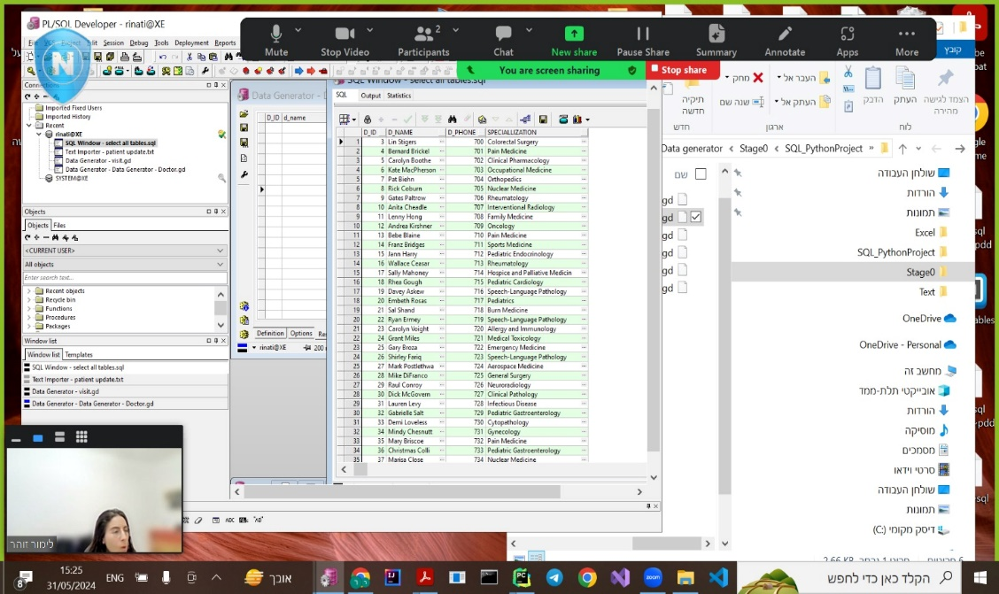 PL/SQL Developer - rinati@XE
Session Debug Tools Deployment Reports
Mute
Stop Video
2
Participants
Chat
New share
Pause Share
Summary
Annotate
Apps
More
You are screen sharing
Stop share
קובץ
מחק
העבר אל
שנה שם
העתק אל
תיקיה חדשה
הדבק
העתק
הצמד לגישה מהירה
חדש
ארגון
לוח
Imported Fixed Users
Imported History
Recent
rinati@XE
SQL Window - select all tables.sql
Text Importer - patient update.txt
Data Generator - visit.gd
Data Generator - Data Generator - Doctor.gd
SYSTEM@XE
Objects
Objects Files
<CURRENT USER>
All objects
Enter search text...
Recent objects
Recycle bin
Functions
Procedures
Packages
Window list
Window list Templates
SQL Window - select all tables.sql
Text Importer - patient update.txt
Data Generator - visit.gd
Data Generator - Data Generator - Doctor.gd
Data Generator - D
D_ID d_name
Definition Options
rinati@XE
SQL Window - select all tables.sql
SQL Output Statistics
D_ID D_NAME D_PHONE SPECIALLIZATION
1 3 Lin Stigers 700 Colorectal Surgery
2 4 Bernard Brickel 701 Pain Medicine
3 5 Carolyn Boothe 702 Clinical Pharmacology
4 6 Kate MacPherson 703 Occupational Medicine
5 7 Pat Biehn 704 Orthopedics
6 8 Rick Coburn 705 Nuclear Medicine
7 9 Gates Paltrow 706 Rheumatology
8 10 Anita Cheadle 707 Interventional Radiology
9 11 Lenny Hong 708 Family Medicine
10 12 Andrea Kirshner 709 Oncology
11 13 Bebe Blaine 710 Pain Medicine
12 14 Franz Bridges 711 Sports Medicine
13 15 Jann Harry 712 Pediatric Endocrinology
14 16 Wallace Ceasar 713 Rheumatology
15 17 Sally Mahoney 714 Hospice and Palliative Medicin
16 18 Rhea Gough 715 Pediatric Cardiology
17 19 Davey Askew 716 Speech-Language Pathology
18 20 Embeth Rosas 717 Pediatrics
19 21 Sal Shand 718 Burn Medicine
20 22 Ryan Ermey 719 Speech-Language Pathology
21 23 Carolyn Voight 720 Allergy and Immunology
22 24 Grant Miles 721 Medical Toxicology
23 25 Gary Broza 722 Emergency Medicine
24 26 Shirley Fariq 723 Speech-Language Pathology
25 27 Mark Postlethwa 724 Aerospace Medicine
26 28 Mike DiFranco 725 General Surgery
27 29 Raul Conroy 726 Neuroradiology
28 30 Dick McGovern 727 Clinical Pathology
29 31 Lauren Levy 728 Infectious Disease
30 32 Gabrielle Salt 729 Pediatric Gastroenterology
31 33 Demi Loveless 730 Cytopathology
32 34 Mindy Chesnutt 731 Gynecology
33 35 Mary Briscoe 732 Pain Medicine
34 36 Christmas Colli 733 Pediatric Gastroenterology
35 37 Marisa Close 734 Nuclear Medicine
Data generator Stage0 SQL_PythonProject
שם
gd
gd
gd
gd
gd
gd
שולחן העבודה
הורדות
תמונות
Excel
SQL_PythonProject
Stage0
Text
OneDrive
OneDrive - Personal
מחשב זה
אובייקטי תלת-ממד
הורדות
מוסיקה
מסמכים
סרטי וידאו
שולחן העבודה
תמונות
דיסק מקומי (C:)
לימור זוהר
15:25
31/05/2024
ENG
אובך
הקלד כאן כדי לחפש